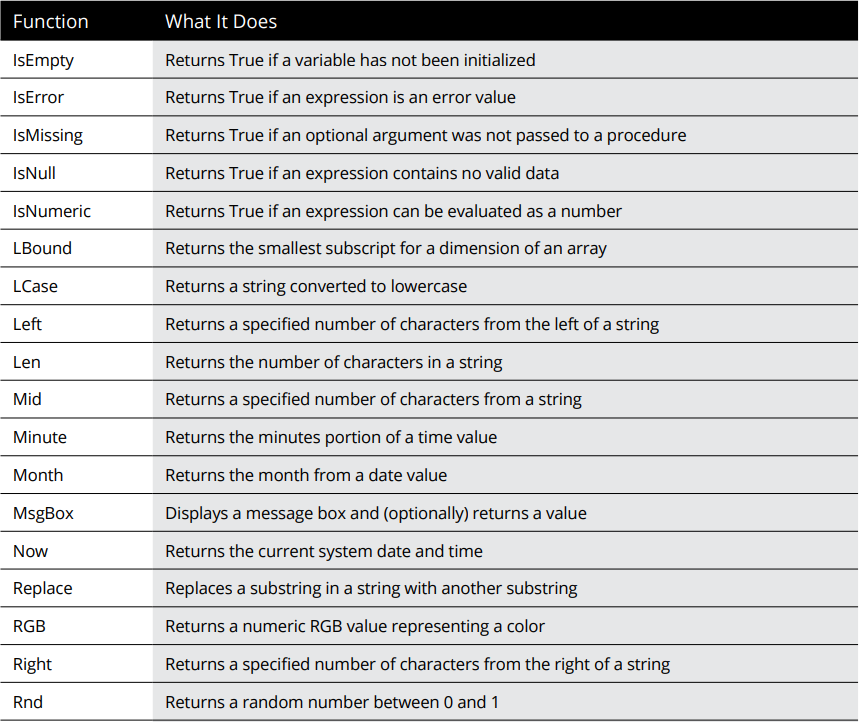 Function What It Does
IsEmpty Returns True if a variable has not been initialized
IsError Returns True if an expression is an error value
IsMissing Returns True if an optional argument was not passed to a procedure
IsNull Returns True if an expression contains no valid data
IsNumeric Returns True if an expression can be evaluated as a number
LBound Returns the smallest subscript for a dimension of an array
LCase Returns a string converted to lowercase
Left Returns a specified number of characters from the left of a string
Len Returns the number of characters in a string
Mid Returns a specified number of characters from a string
Minute Returns the minutes portion of a time value
Month Returns the month from a date value
MsgBox Displays a message box and (optionally) returns a value
Now Returns the current system date and time
Replace Replaces a substring in a string with another substring
RGB Returns a numeric RGB value representing a color
Right Returns a specified number of characters from the right of a string
Rnd Returns a random number between 0 and 1